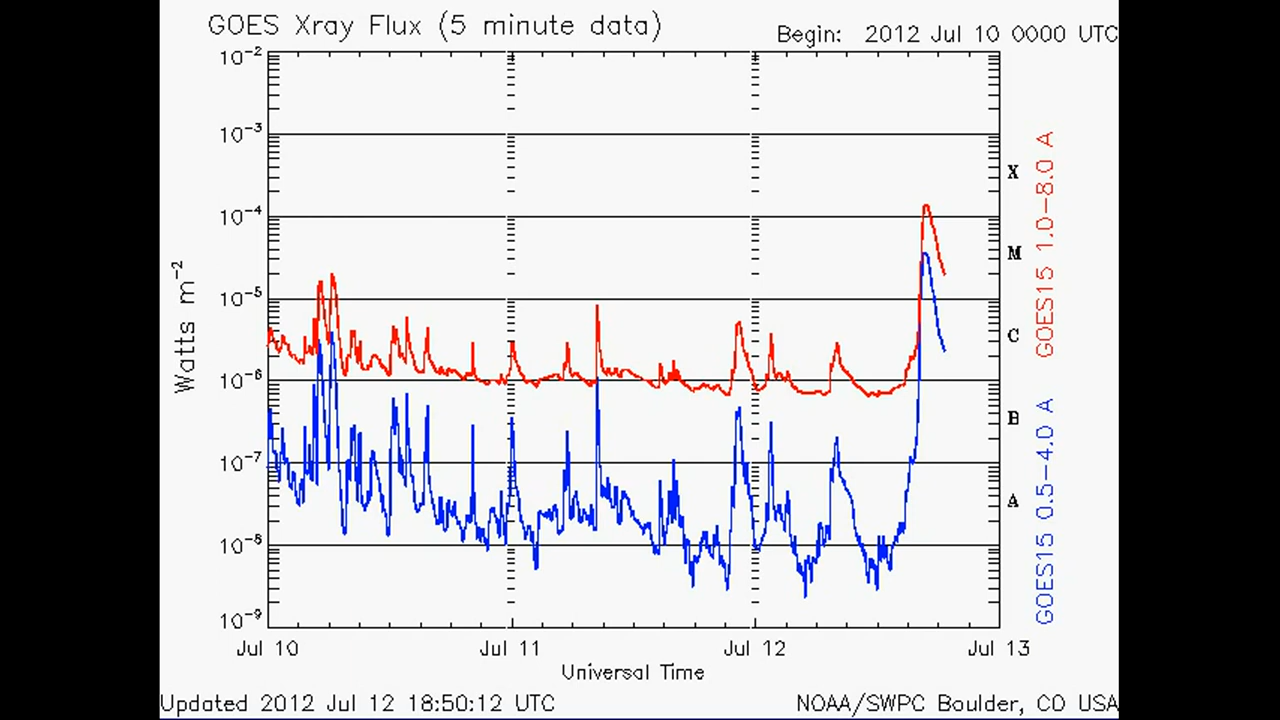 GOES Xray Flux (5 minute data)
Begin: 2012 Jul 10 0000 UTC
10-2
10-3
10-4
10-5
10-6
10-7
10-8
10-9
Watts m-2
X
M
C
B
A
GOES15 1.0-8.0 A
GOES15 0.5-4.0 A
Jul 10 Jul 11 Jul 12 Jul 13
Universal Time
Updated 2012 Jul 12 18:50:12 UTC
NOAA/SWPC Boulder, CO USA